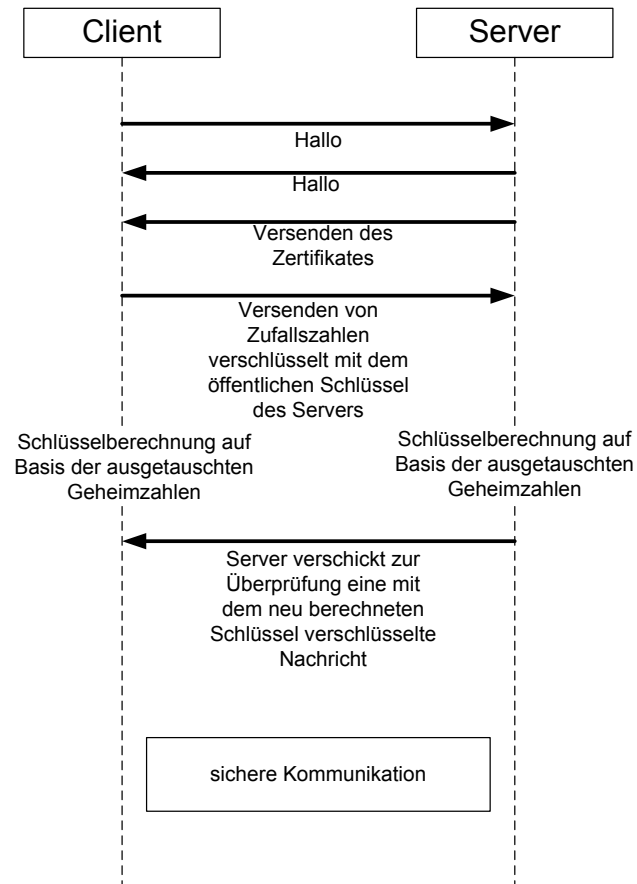 Client
Server
Hallo
Hallo
Versenden des
Zertifikates
Versenden von
Zufallszahlen
verschlüsselt mit dem
öffentlichen Schlüssel
des Servers
Schlüsselberechnung auf
Basis der ausgetauschten
Geheimzahlen
Schlüsselberechnung auf
Basis der ausgetauschten
Geheimzahlen
Server verschickt zur
Überprüfung eine mit
dem neu berechneten
Schlüssel verschlüsselte
Nachricht
sichere Kommunikation